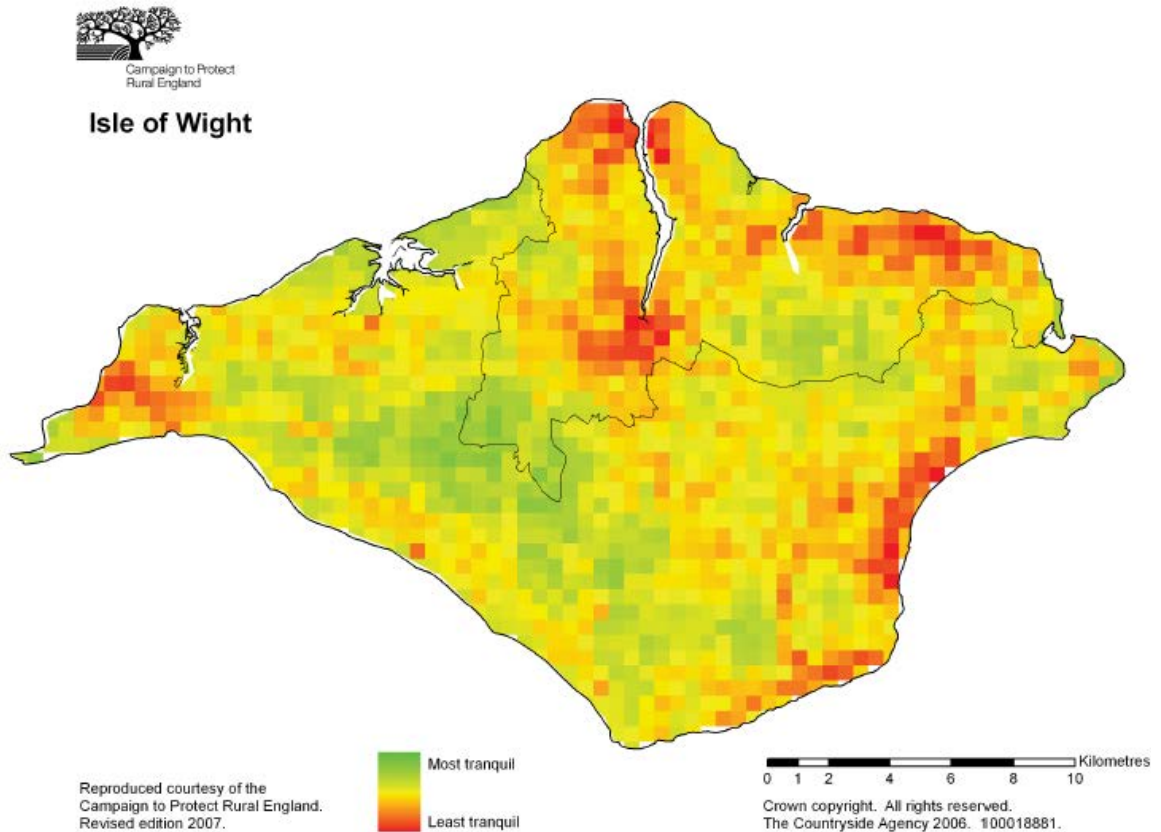 Campaign to Protect
Rural England
Isle of Wight
Most tranquil
Least tranquil
Reproduced courtesy of the
Campaign to Protect Rural England.
Revised edition 2007.
Kilometres
0 1 2 4 6 8 10
Crown copyright. All rights reserved.
The Countryside Agency 2006. 100018881.